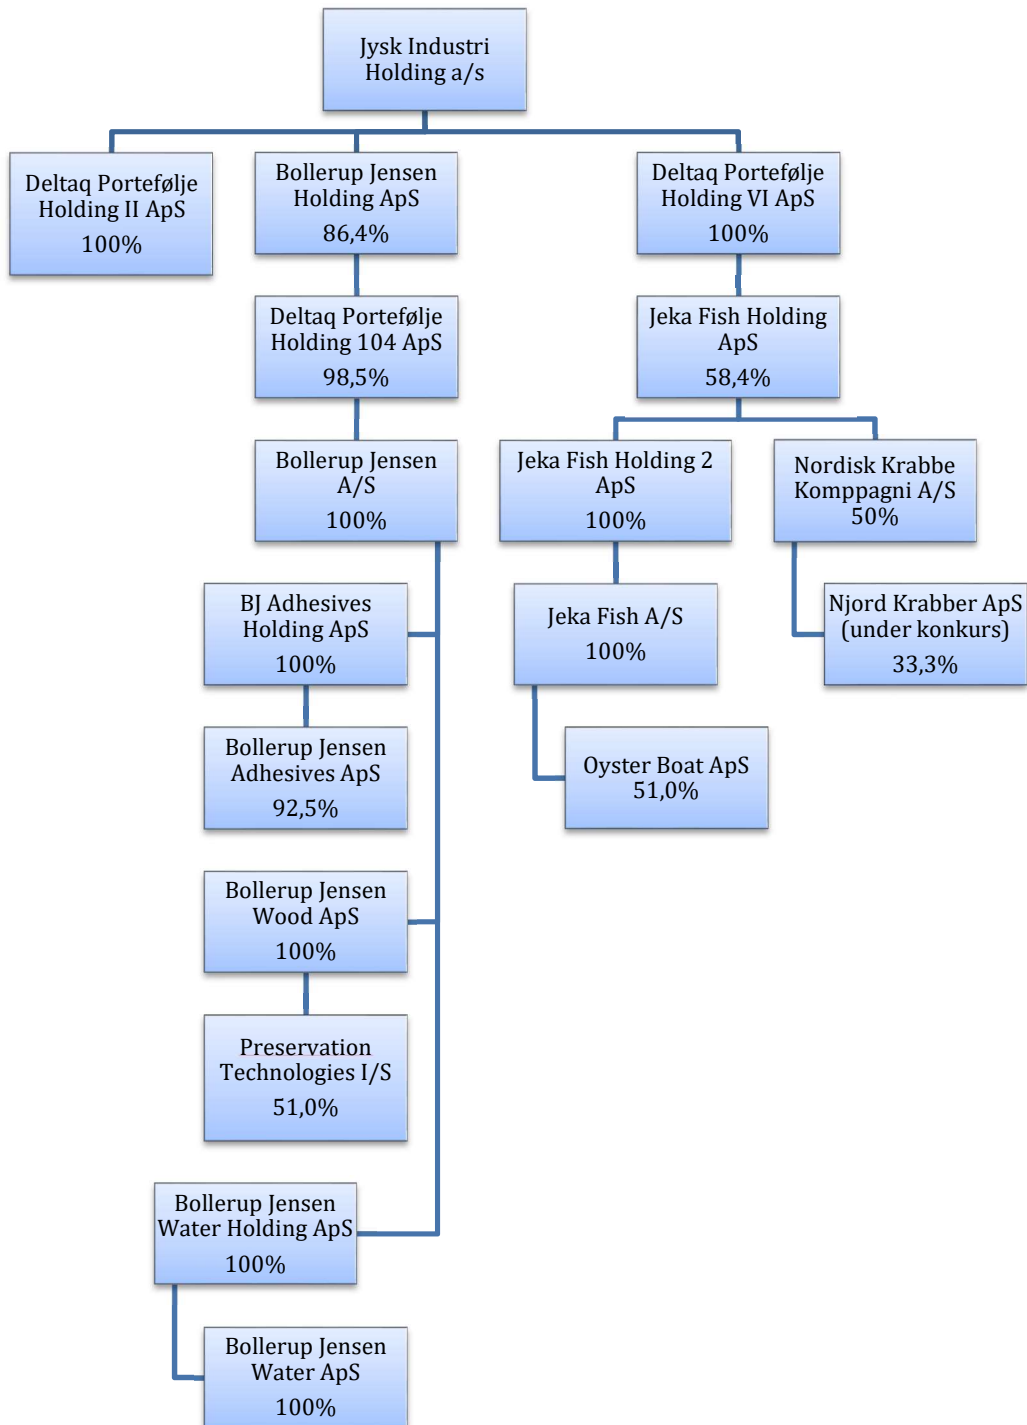 Jysk Industri
Holding a/s
Deltaq Portefølje
Holding II ApS
100%
Bollerup Jensen
Holding ApS
86,4%
Deltaq Portefølje
Holding VI ApS
100%
Deltaq Portefølje
Holding 104 ApS
98,5%
Jeka Fish Holding
ApS
58,4%
Bollerup Jensen
A/S
100%
Jeka Fish Holding 2
ApS
100%
Nordisk Krabbe
Komppagni A/S
50%
BJ Adhesives
Holding ApS
100%
Jeka Fish A/S
100%
Njord Krabber ApS
(under konkurs)
33,3%
Bollerup Jensen
Adhesives ApS
92,5%
Oyster Boat ApS
51,0%
Bollerup Jensen
Wood ApS
100%
Preservation
Technologies I/S
51,0%
Bollerup Jensen
Water Holding ApS
100%
Bollerup Jensen
Water ApS
100%